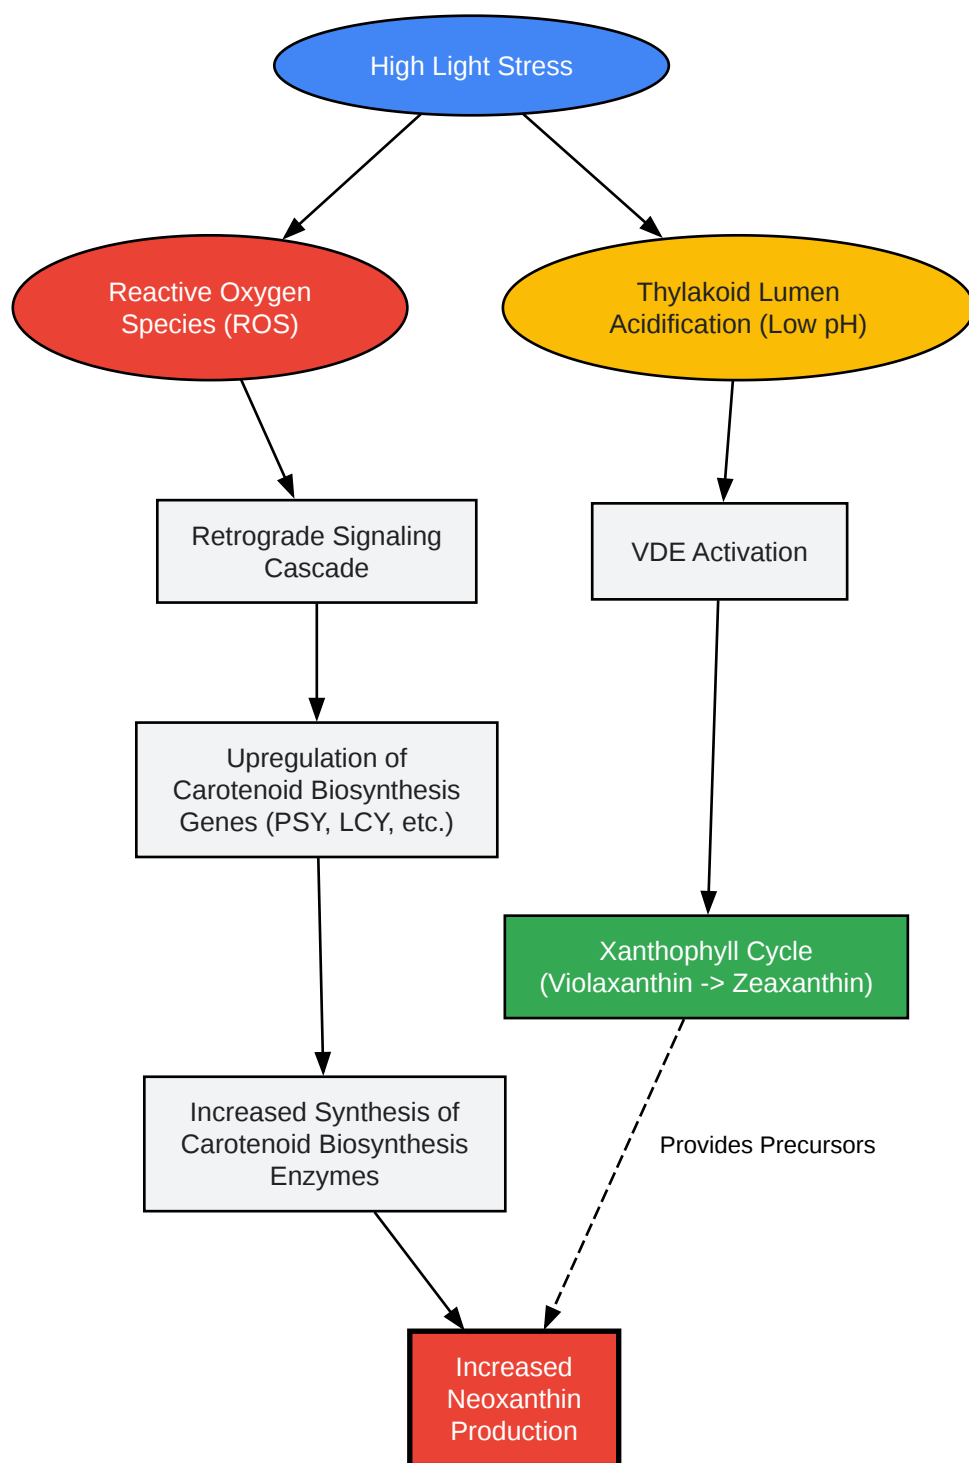 High Light Stress
Reactive Oxygen
Species (ROS)
Thylakoid Lumen
Acidification (Low pH)
Retrograde Signaling
Cascade
VDE Activation
Upregulation of
Carotenoid Biosynthesis
Genes (PSY, LCY, etc.)
Xanthophyll Cycle
(Violaxanthin -> Zeaxanthin)
Increased Synthesis of
Carotenoid Biosynthesis
Enzymes
Provides Precursors
Increased
Neoxanthin
Production